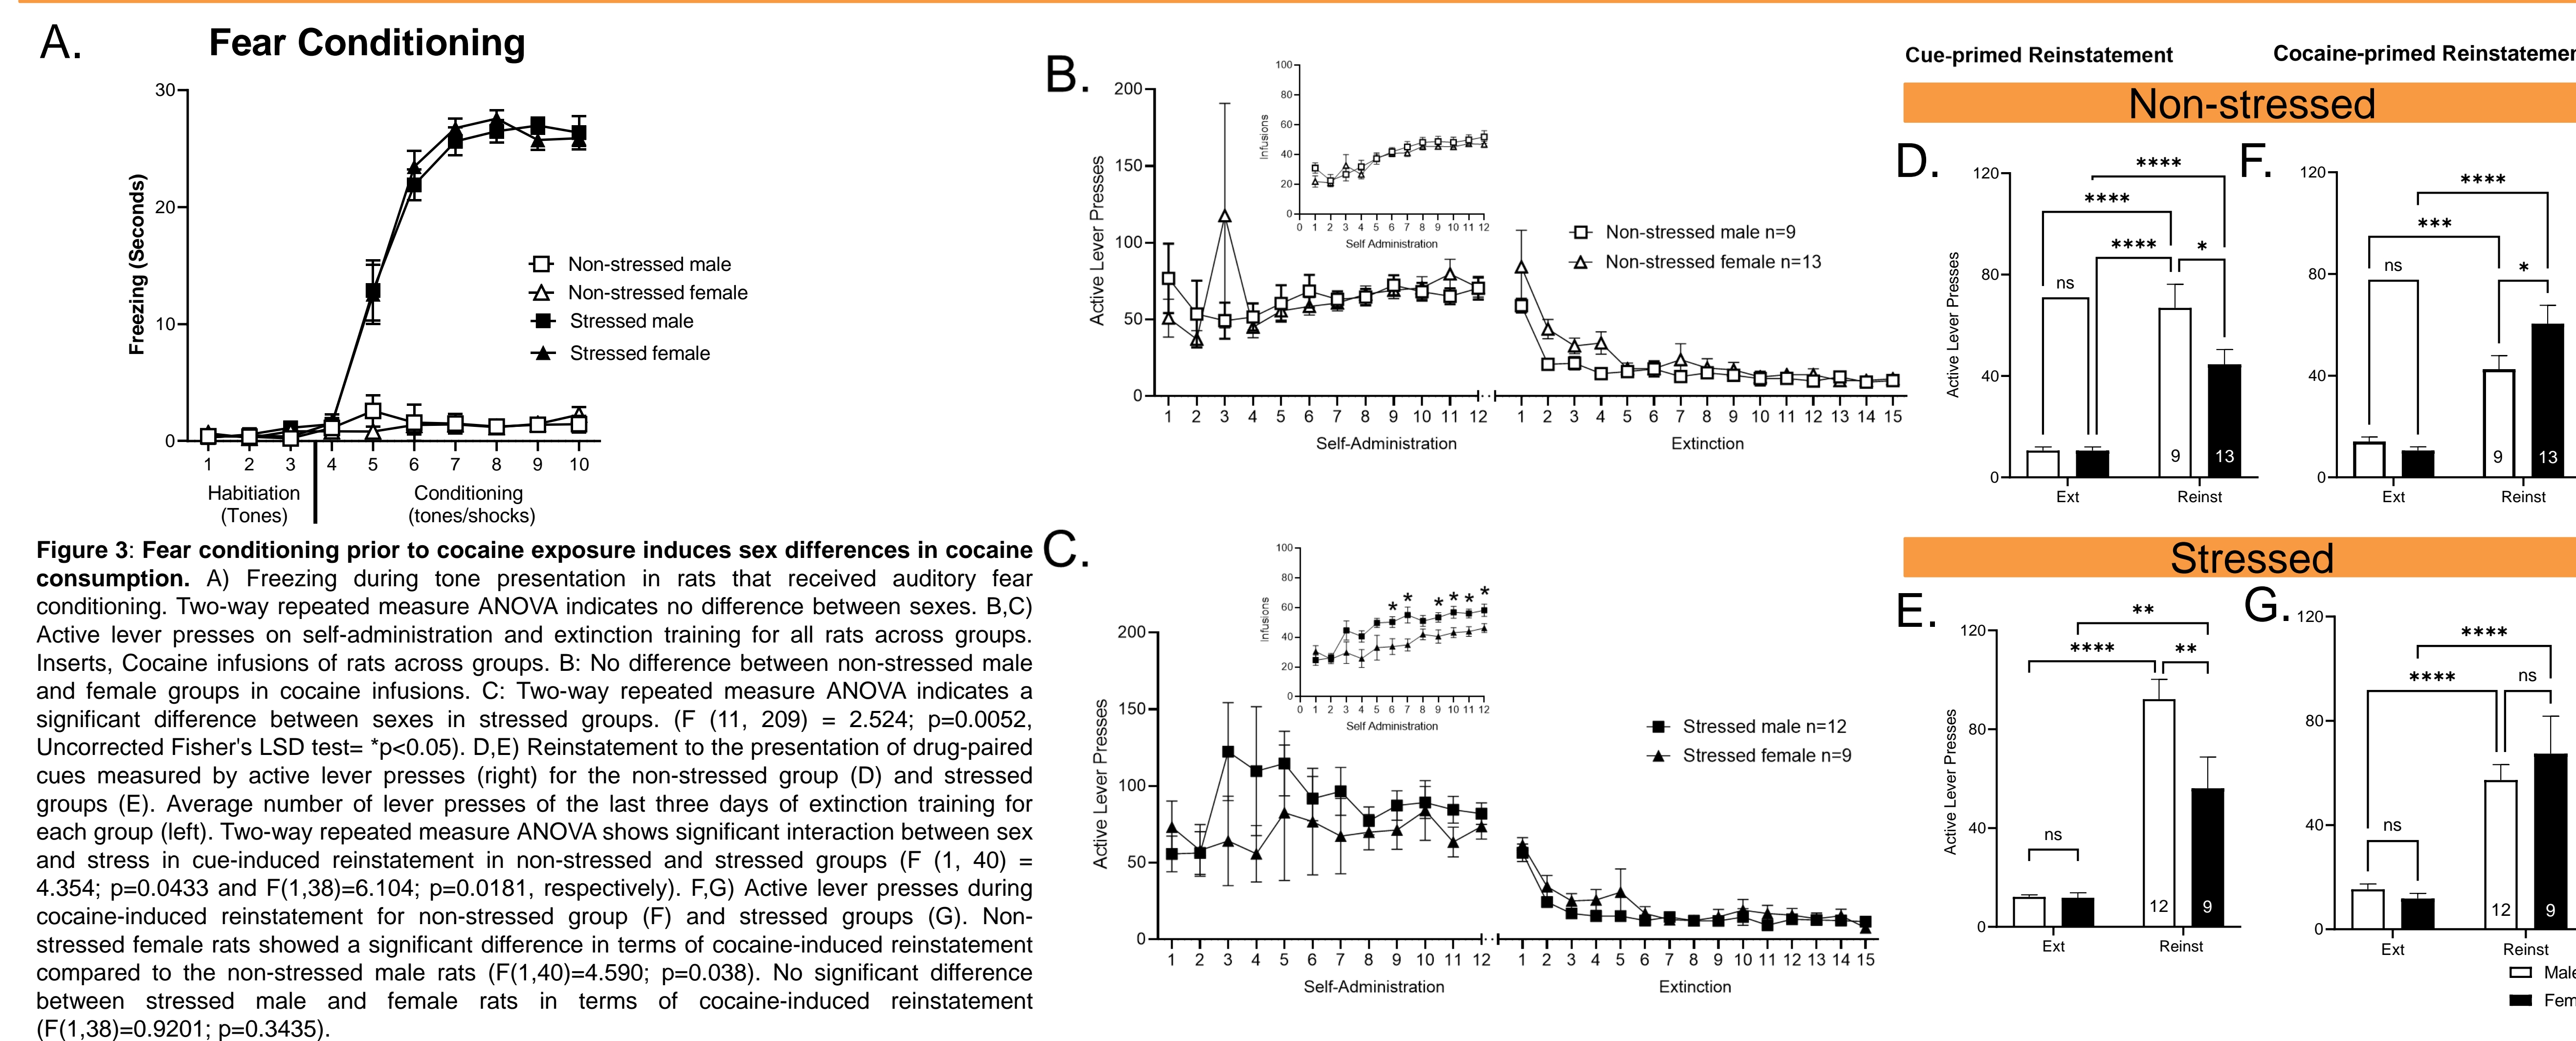 A.
Fear Conditioning
30
20
10
0
Freezing (Seconds)
Non-stressed male
Non-stressed female
Stressed male
Stressed female
1 2 3 4 5 6 7 8 9 10
Habitiation
(Tones)
Conditioning
(tones/shocks)
Figure 3: Fear conditioning prior to cocaine exposure induces sex differences in cocaine
consumption. A) Freezing during tone presentation in rats that received auditory fear
conditioning. Two-way repeated measure ANOVA indicates no difference between sexes. B,C)
Active lever presses on self-administration and extinction training for all rats across groups.
Inserts, Cocaine infusions of rats across groups. B: No difference between non-stressed male
and female groups in cocaine infusions. C: Two-way repeated measure ANOVA indicates a
significant difference between sexes in stressed groups. (F (11, 209) = 2.524; p=0.0052,
Uncorrected Fisher's LSD test= *p<0.05). D,E) Reinstatement to the presentation of drug-paired
cues measured by active lever presses (right) for the non-stressed group (D) and stressed
groups (E). Average number of lever presses of the last three days of extinction training for
each group (left). Two-way repeated measure ANOVA shows significant interaction between sex
and stress in cue-induced reinstatement in non-stressed and stressed groups (F (1, 40) =
4.354; p=0.0433 and F(1,38)=6.104; p=0.0181, respectively). F,G) Active lever presses during
cocaine-induced reinstatement for non-stressed group (F) and stressed groups (G). Non-
stressed female rats showed a significant difference in terms of cocaine-induced reinstatement
compared to the non-stressed male rats (F(1,40)=4.590; p=0.038). No significant difference
between stressed male and female rats in terms of cocaine-induced reinstatement
(F(1,38)=0.9201; p=0.3435).
B.
200
150
100
50
0
Active Lever Presses
100
80
60
40
20
0
Infusions
0 1 2 3 4 5 6 7 8 9 10 11 12
Self Administration
Non-stressed male n=9
Non-stressed female n=13
1 2 3 4 5 6 7 8 9 10 11 12
1 2 3 4 5 6 7 8 9 10 11 12 13 14 15
Self-Administration
Extinction
C.
200
150
100
50
0
Active Lever Presses
100
80
60
40
20
0
Infusions
* * * * * *
0 1 2 3 4 5 6 7 8 9 10 11 12
Self Administration
Stressed male n=12
Stressed female n=9
1 2 3 4 5 6 7 8 9 10 11 12
1 2 3 4 5 6 7 8 9 10 11 12 13 14 15
Self-Administration
Extinction
Cue-primed Reinstatement
Cocaine-primed Reinstatemen
Non-stressed
D.
120
80
40
0
Active Lever Presses
****
****
****
*
ns
9
13
Ext
Reinst
F.
120
80
40
0
****
***
ns
*
9
13
Ext
Reinst
Stressed
E.
120
80
40
0
Active Lever Presses
**
****
**
ns
12
9
Ext
Reinst
G.
120
80
40
0
****
****
ns
ns
12
9
Ext
Reinst
Male
Fem